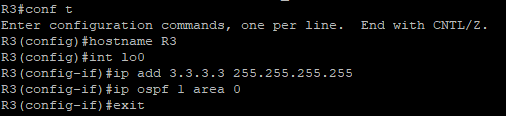 R3#conf t
Enter configuration commands, one per line.  End with CNTL/Z.
R3(config)#hostname R3
R3(config)#int lo0
R3(config-if)#ip add 3.3.3.3 255.255.255.255
R3(config-if)#ip ospf 1 area 0
R3(config-if)#exit